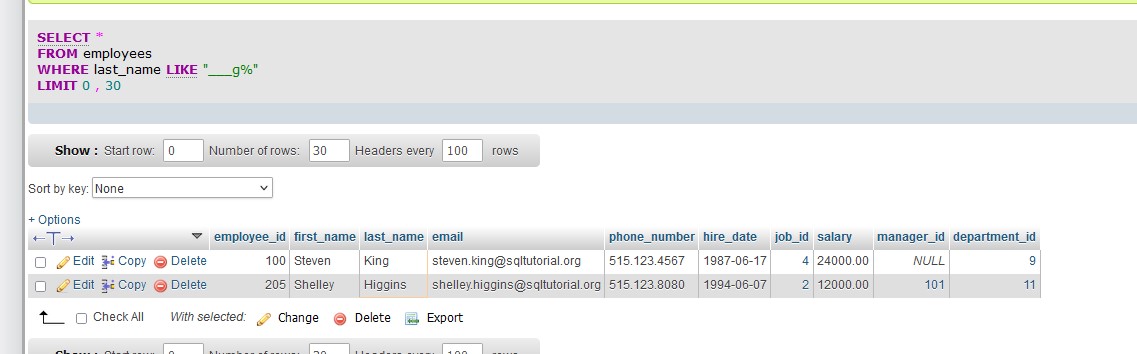 SELECT *
FROM employees
WHERE last_name LIKE "___g%"
LIMIT 0 , 30
Show : Start row: 0 Number of rows: 30 Headers every 100 rows
Sort by key: None
+ Options
←T→ employee_id first_name last_name email phone_number hire_date job_id salary manager_id department_id
Edit Copy Delete 100 Steven King steven.king@sqltutorial.org 515.123.4567 1987-06-17 4 24000.00 NULL 9
Edit Copy Delete 205 Shelley Higgins shelley.higgins@sqltutorial.org 515.123.8080 1994-06-07 2 12000.00 101 11
Check All With selected: Change Delete Export
Show : Start row: 0 Number of rows: 30 Headers every 100 rows